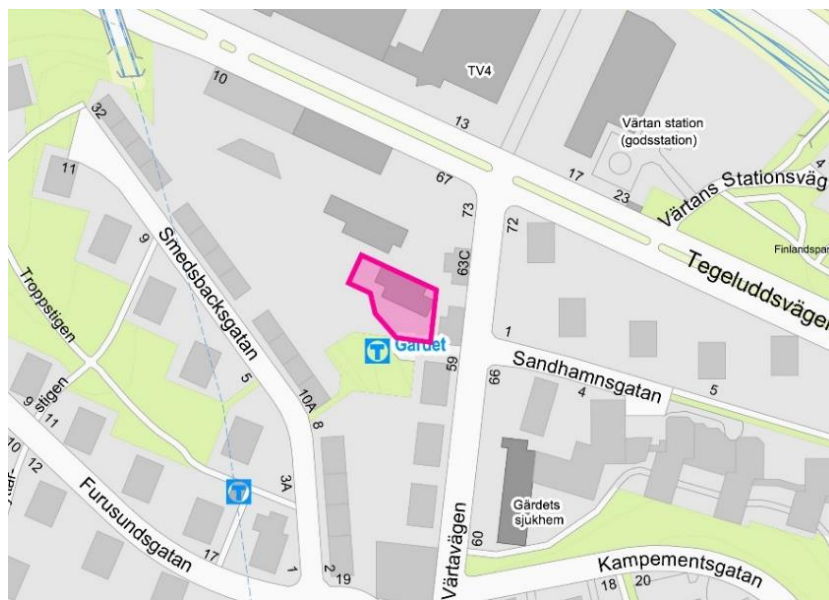 TV4
10
13
Värtan station
(godsstation)
32
17
23
4
11
67
Värtans Stationsväg
73
72
9
63C
Finlandspar
Smedsbacksgatan
Troppstigen
Tegeluddsvägen
T
Gärdet
1
59
Sandhamnsgatan
5
66
4
5
stigen
9
11
10A
8
10
12
3A
T
Furusundsgatan
Gärdets
sjukhem
60
17
Värtavägen
Kampementsgatan
1
2
19
18
20